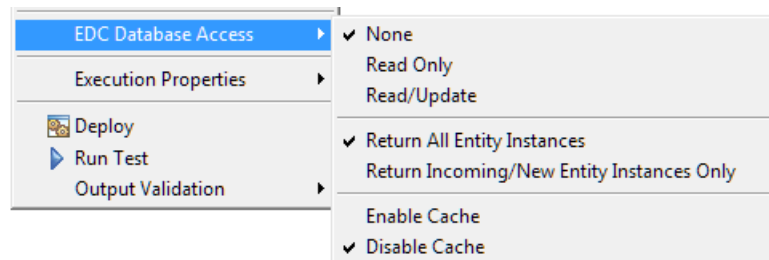 EDC Database Access
Execution Properties
Deploy
Run Test
Output Validation
None
Read Only
Read/Update
Return All Entity Instances
Return Incoming/New Entity Instances Only
Enable Cache
Disable Cache